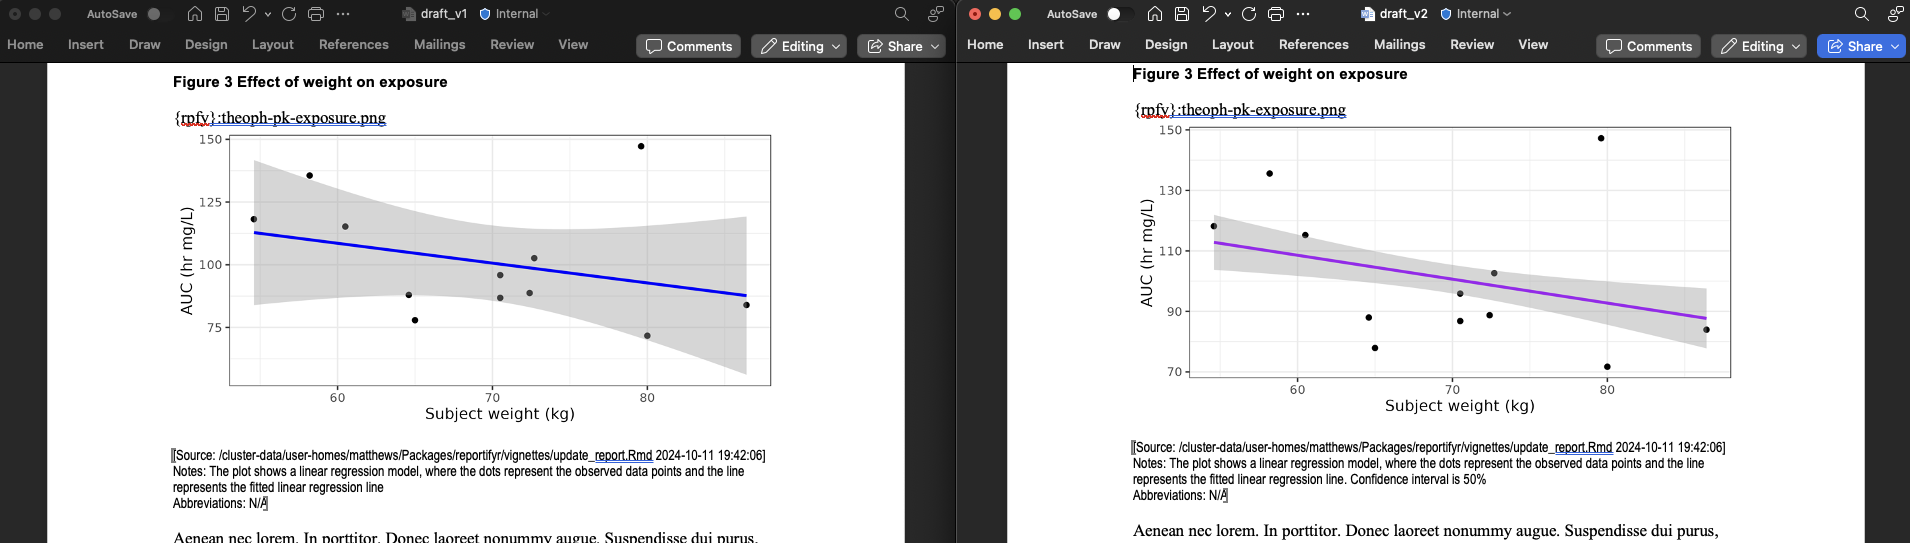 AutoSave
draft_v1
Internal
Home Insert Draw Design Layout References Mailings Review View
Comments Editing Share
Figure 3 Effect of weight on exposure
{rpfy}:theoph-pk-exposure.png
150
125
100
75
AUC (hr mg/L)
60 70 80
Subject weight (kg)
[Source: /cluster-data/user-homes/matthews/Packages/reportifyr/vignettes/update_report.Rmd 2024-10-11 19:42:06]
Notes: The plot shows a linear regression model, where the dots represent the observed data points and the line
represents the fitted linear regression line
Abbreviations: N/A
Aenean nec lorem. In porttitor. Donec laoreet nonummy augue. Suspendisse dui purus,
AutoSave
draft_v2
Internal
Home Insert Draw Design Layout References Mailings Review View
Comments Editing Share
Figure 3 Effect of weight on exposure
{rpfy}:theoph-pk-exposure.png
150
130
110
90
70
AUC (hr mg/L)
60 70 80
Subject weight (kg)
[Source: /cluster-data/user-homes/matthews/Packages/reportifyr/vignettes/update_report.Rmd 2024-10-11 19:42:06]
Notes: The plot shows a linear regression model, where the dots represent the observed data points and the line
represents the fitted linear regression line. Confidence interval is 50%
Abbreviations: N/A
Aenean nec lorem. In porttitor. Donec laoreet nonummy augue. Suspendisse dui purus,